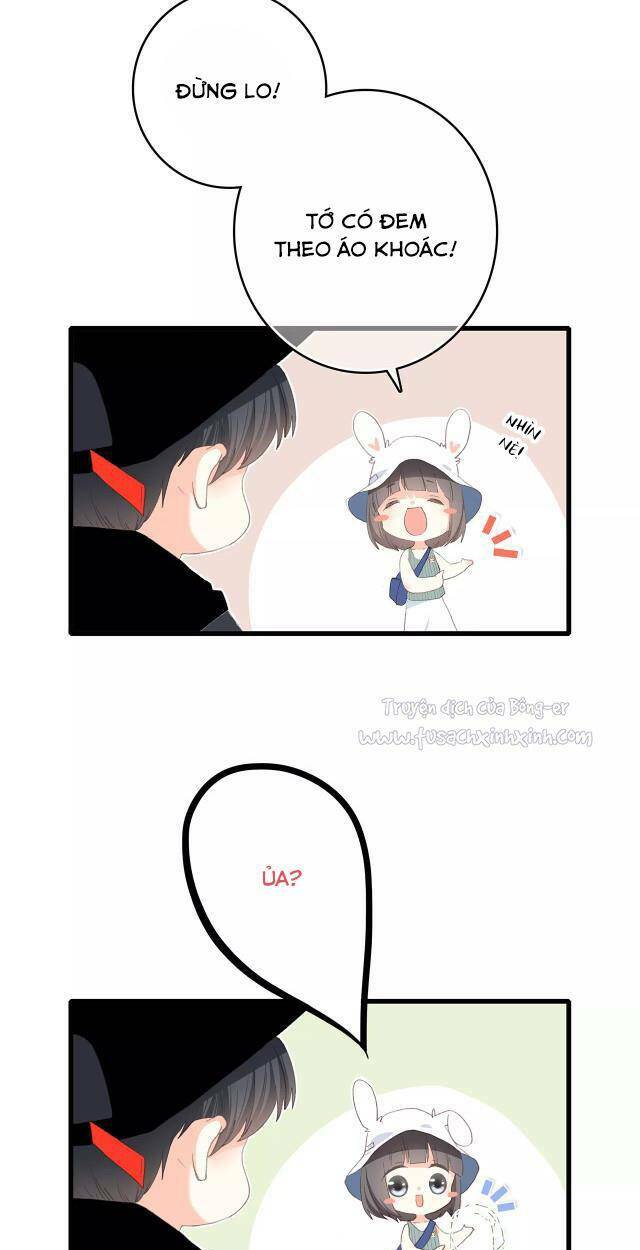 ĐỪNG LO!
TỚ CÓ ĐEM
THEO ÁO KHOÁC!
NHÌN
NÈ!
Truyện dịch của Bông-er
www.tusachxinhxinh.com
ỦA?